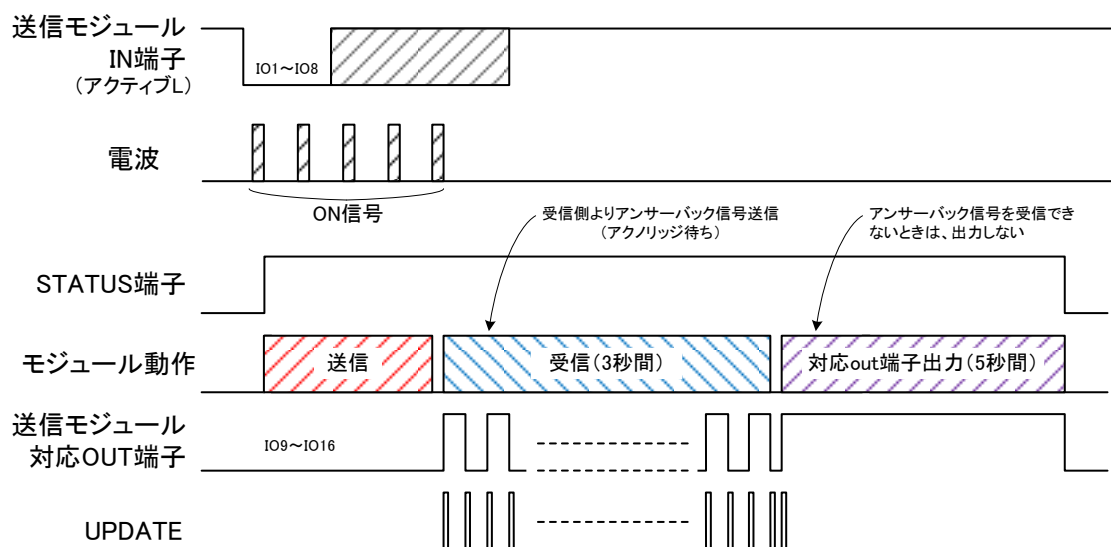 送信モジュール
IN端子
(アクティブL)
IO1～IO8
電波
ON信号
受信側よりアンサーバック信号送信
(アクノリッジ待ち)
アンサーバック信号を受信でき
ないときは、出力しない
STATUS端子
モジュール動作
送信
受信(3秒間)
対応out端子出力(5秒間)
送信モジュール
対応OUT端子
IO9～IO16
UPDATE